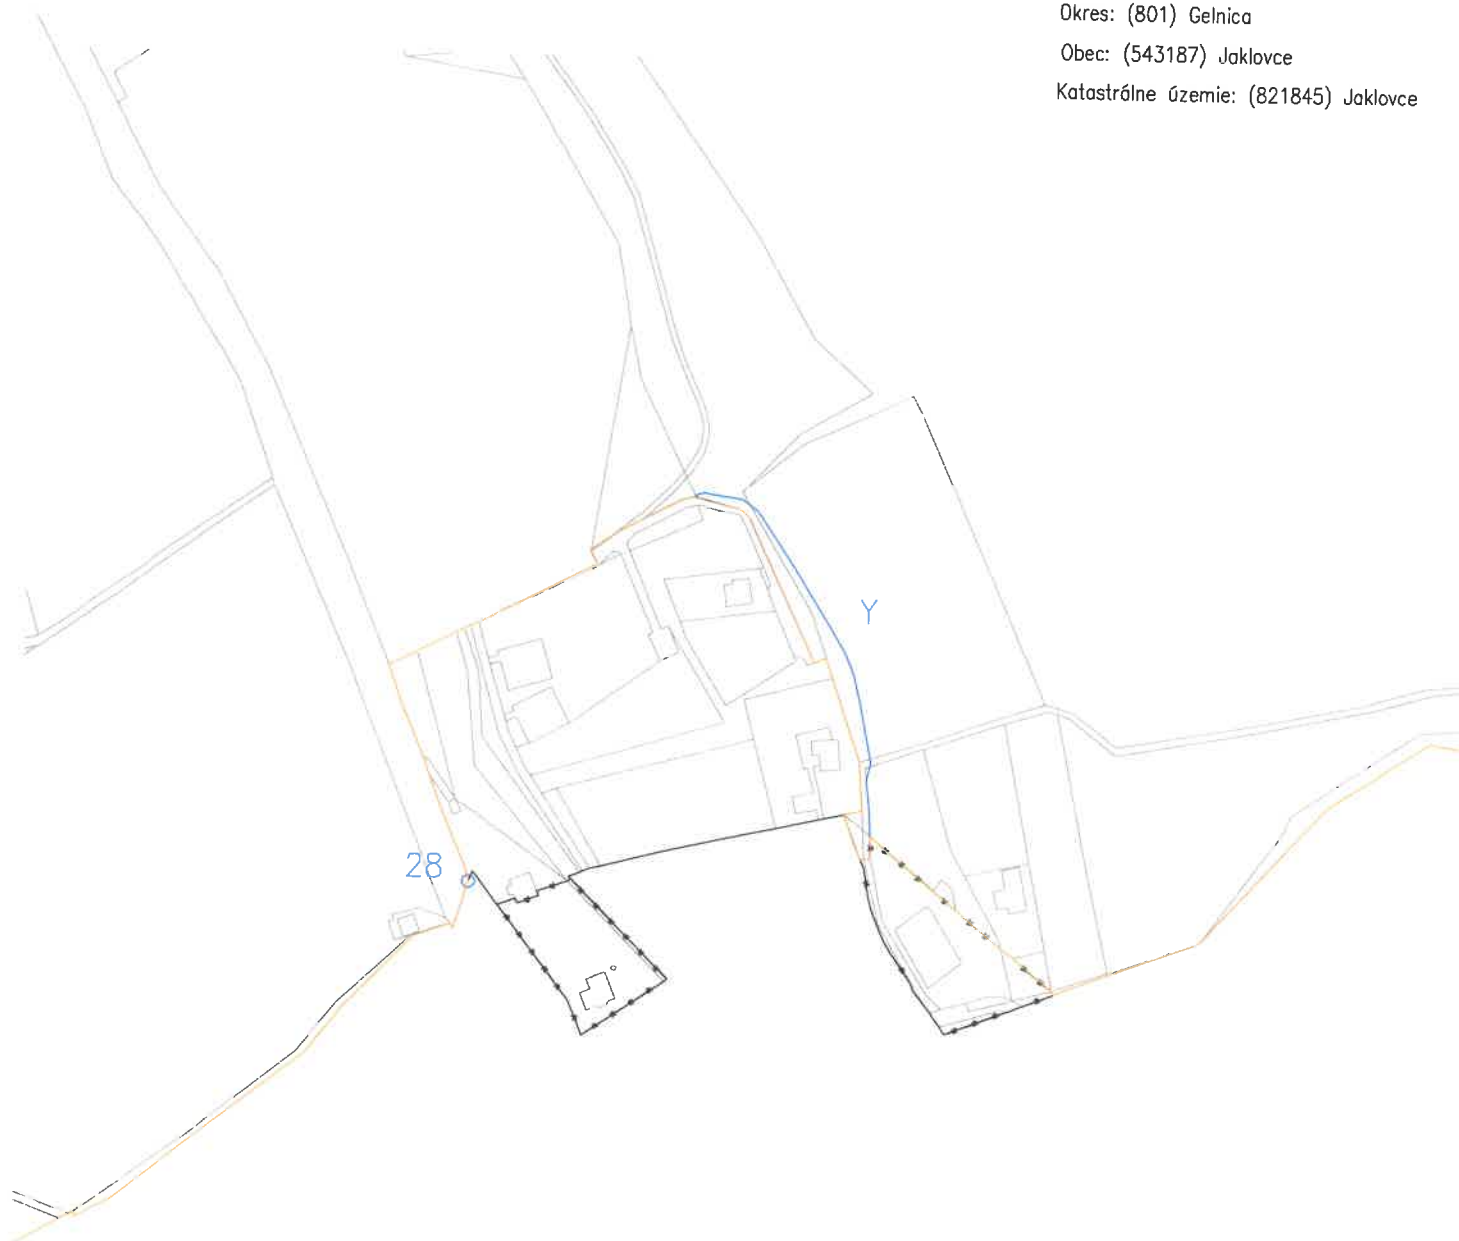 Okres: (801) Gelnica
Obec: (543187) Jaklovce
Katastrálne územie: (821845) Jaklovce
Y
28